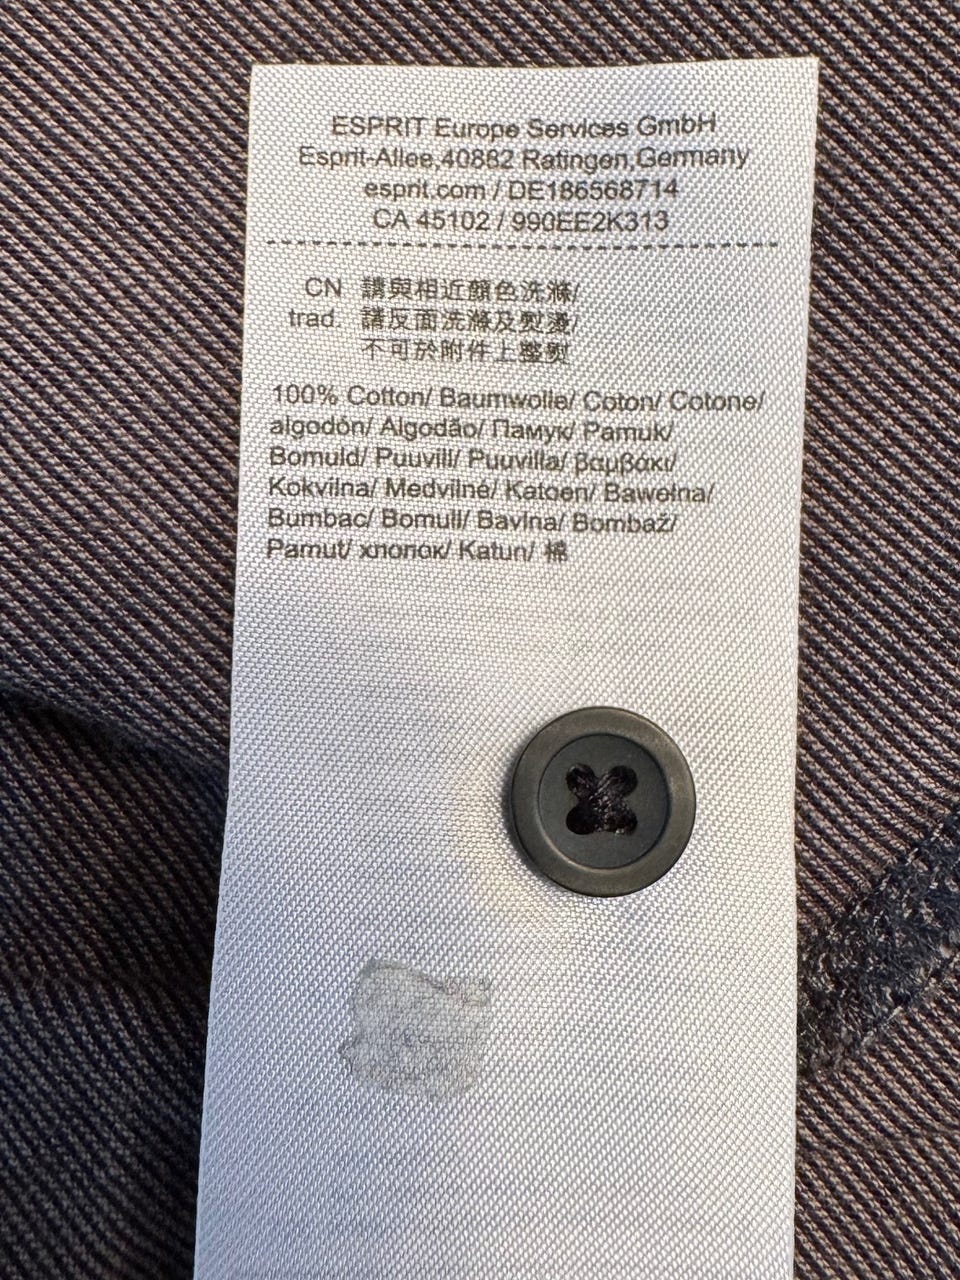 ESPRIT Europe Services GmbH
Esprit-Allee,40882 Ratingen,Germany
esprit.com / DE186568714
CA 45102 / 990EE2K313
CN 請與相近顏色洗滌/
trad. 請反面洗滌及熨燙/
不可於附件上整熨
100% Cotton/ Baumwolle/ Coton/ Cotone/
algodón/ Algodão/ Памук/ Pamuk/
Bomuld/ Puuvill/ Puuvilla/ βαμβάκι/
Kokvilna/ Medvilnė/ Katoen/ Bawełna/
Bumbac/ Bomull/ Bavlna/ Bombaž/
Pamut/ хлопок/ Katun/ 棉